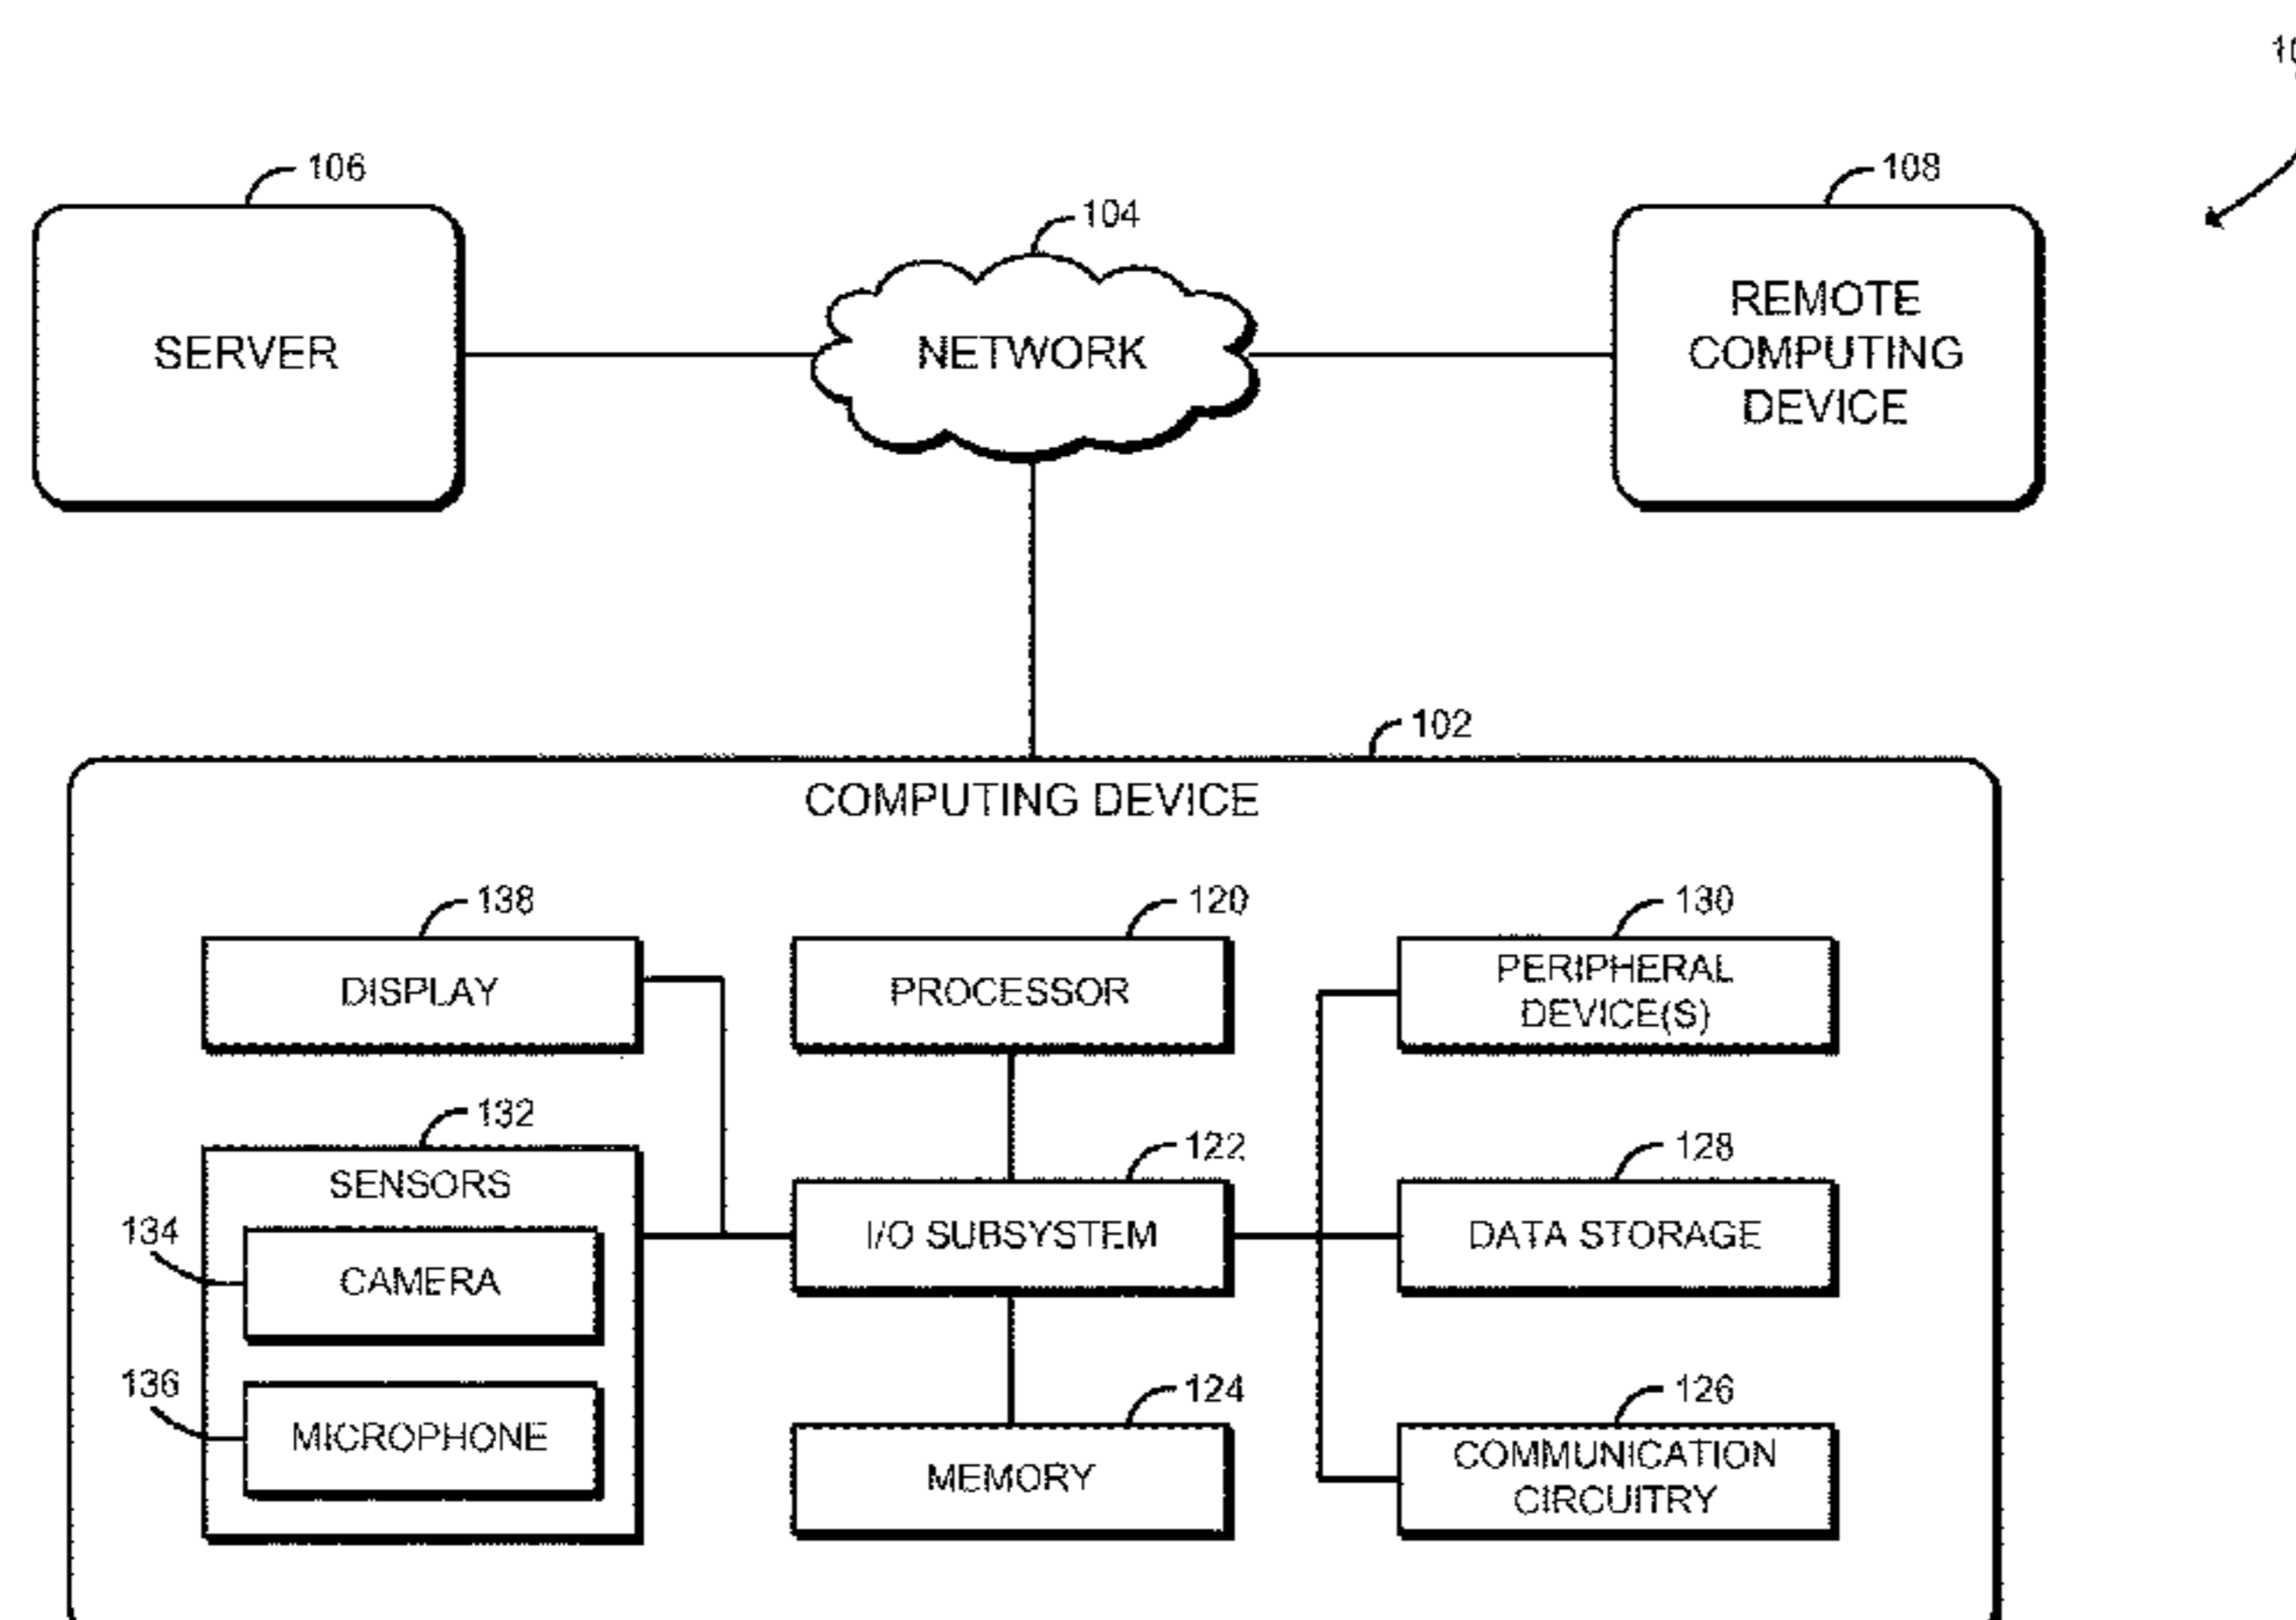 106
104
108
SERVER
NETWORK
REMOTE
COMPUTING
DEVICE
102
COMPUTING DEVICE
138
120
130
DISPLAY
PROCESSOR
PERIPHERAL
DEVICE(S)
132
122
128
SENSORS
134
CAMERA
I/O SUBSYSTEM
DATA STORAGE
136
MICROPHONE
124
126
MEMORY
COMMUNICATION
CIRCUITRY